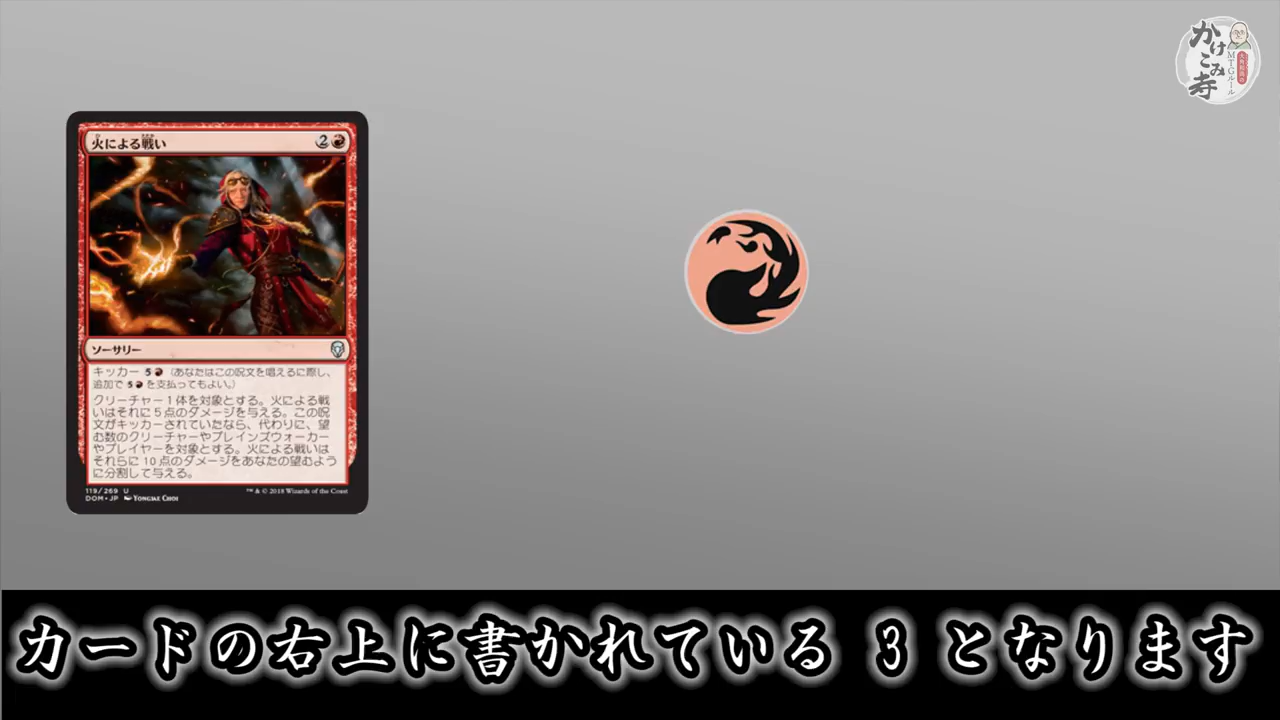 かけこみ寺
MTGルール
火による戦い
2
ソーサリー
キッカー 5 (あなたはこの呪文を唱えるに際し、
追加で 5 を支払ってもよい。)
クリーチャー1体を対象とする。火による戦
いはそれに5点のダメージを与える。この呪
文がキッカーされていたなら、代わりに、望
む数のクリーチャーやプレインズウォーカー
やプレイヤーを対象とする。火による戦いは
それらに10点のダメージをあなたの望むよう
に分割して与える。
119/269 U
DOM・JP YONGJAE CHOI
™ & © 2018 Wizards of the Coast
カードの右上に書かれている 3 となります